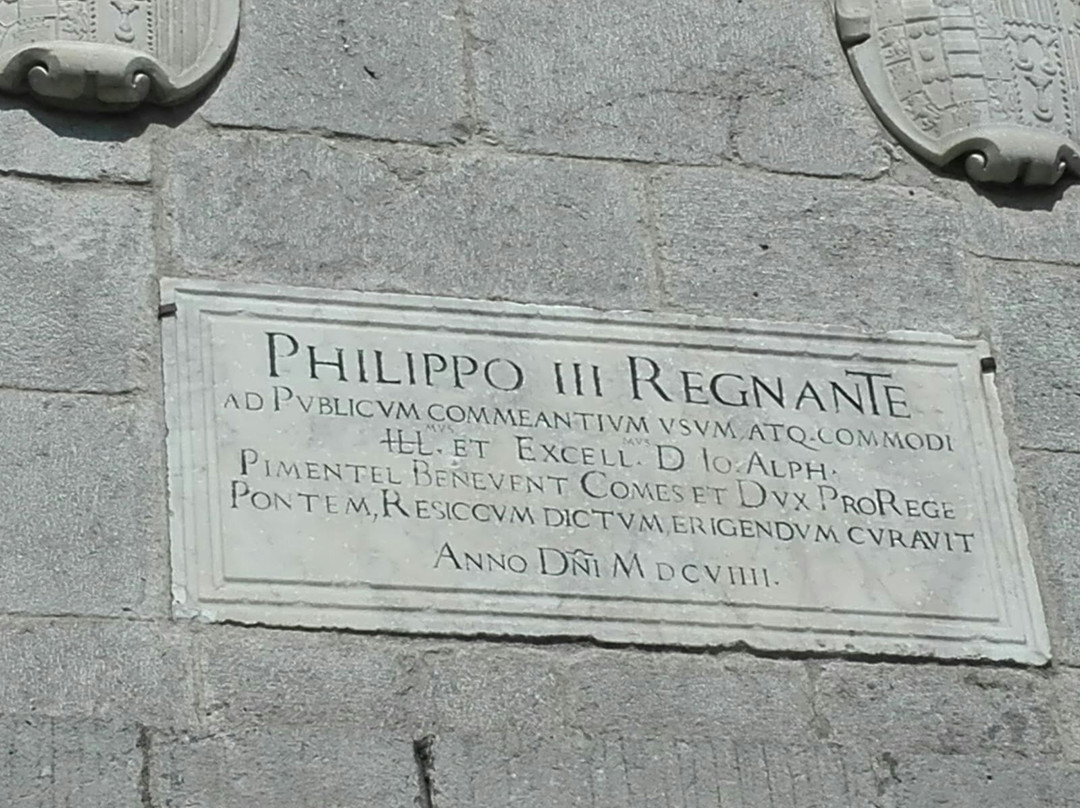 PHILIPPO III REGNANTE
AD PVBLICVM COMMEANTIVM VSVM, ATQ. COMMODI
ILL.MVS ET EXCELL.MVS D IO: ALPH.
PIMENTEL BENEVENT COMES ET DVX PROREGE
PONTEM, RESICCVM DICTVM, ERIGENDVM CVRAVIT
ANNO DÑI M DCVIIII.